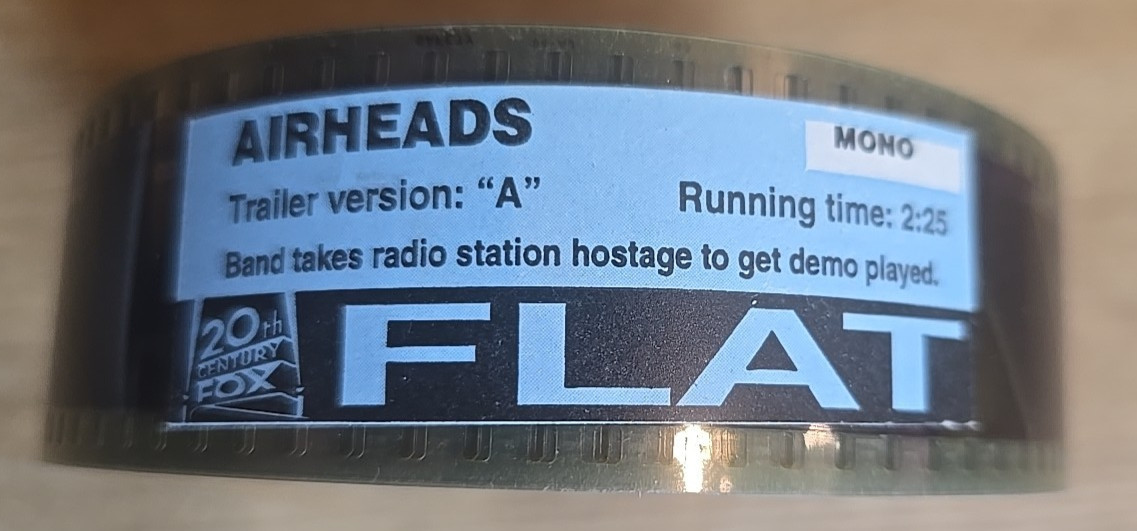 AIRHEADS
MONO
Trailer version: “A”
Running time: 2:25
Band takes radio station hostage to get demo played.
20th
CENTURY
FOX
FLAT